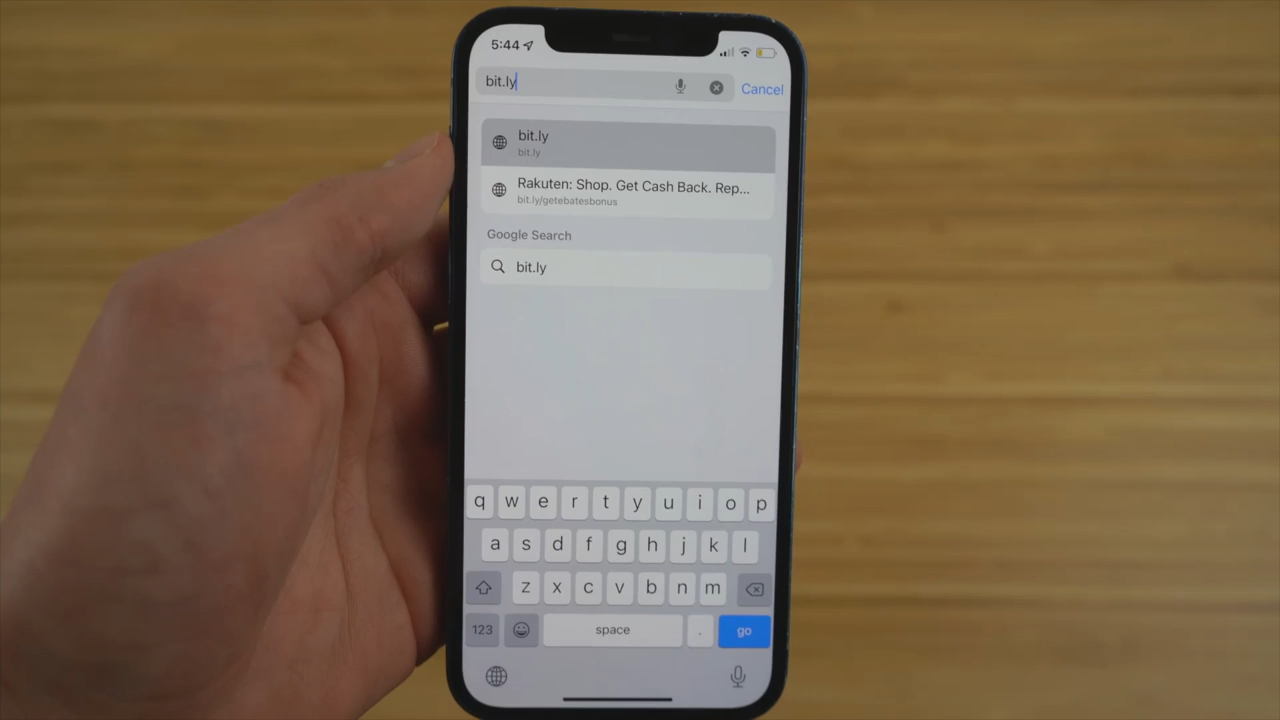 5:44
bit.ly
Cancel
bit.ly
bit.ly
Rakuten: Shop. Get Cash Back. Rep...
bit.ly/getebatesbonus
Google Search
bit.ly
q w e r t y u i o p
a s d f g h j k l
z x c v b n m
123 space . go